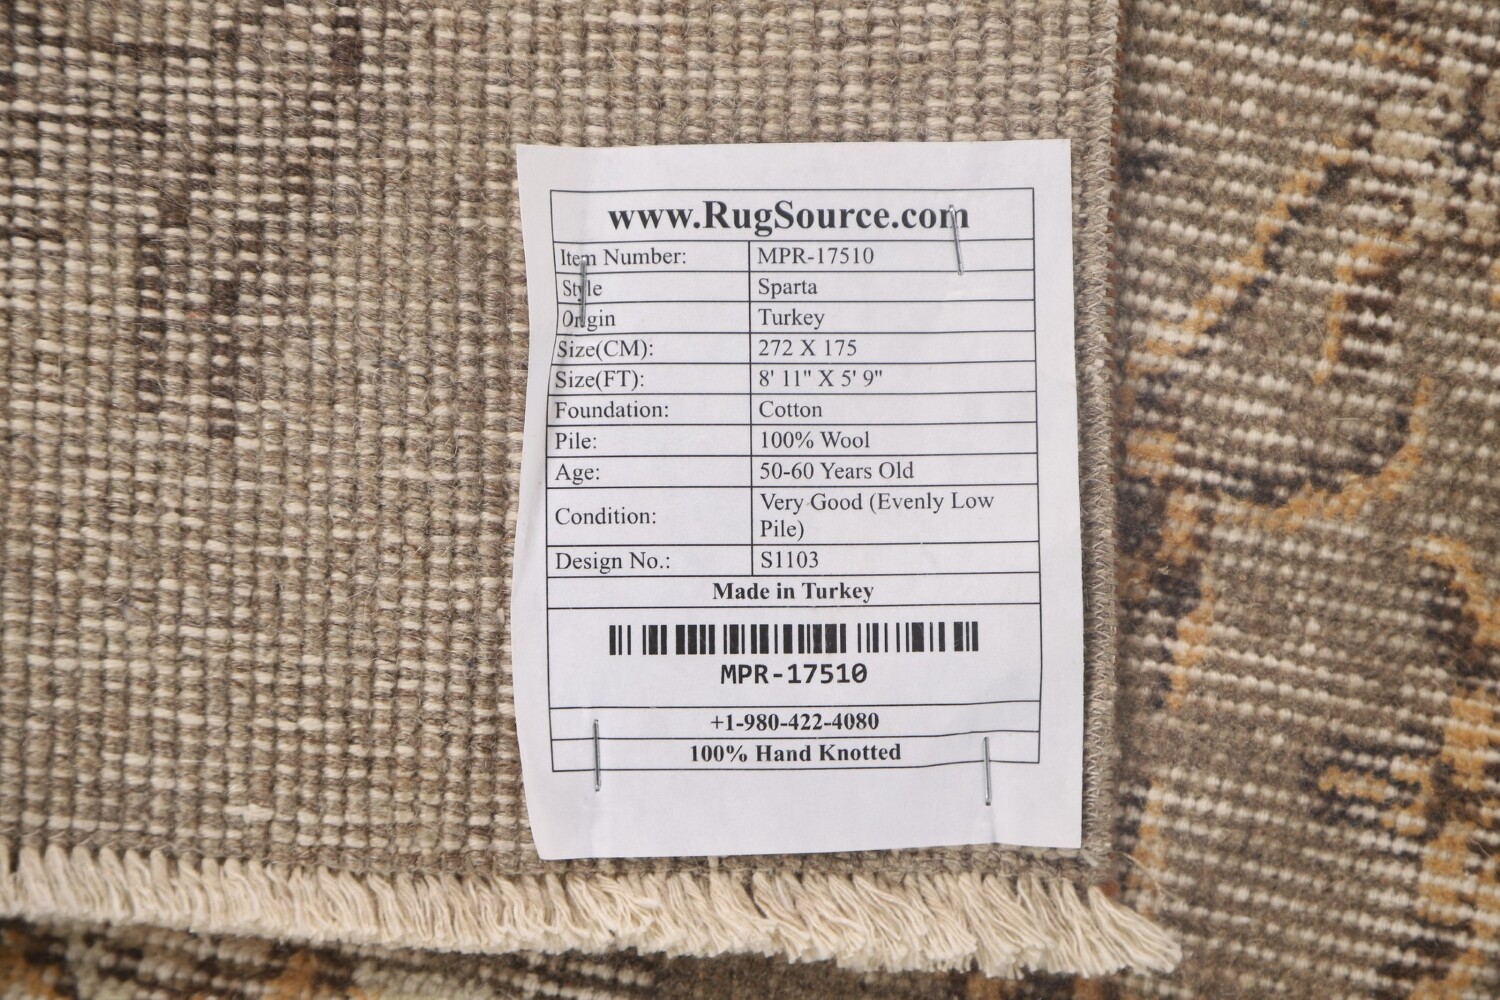 www.RugSource.com
Item Number: MPR-17510
Style Sparta
Origin Turkey
Size(CM): 272 X 175
Size(FT): 8' 11" X 5' 9"
Foundation: Cotton
Pile: 100% Wool
Age: 50-60 Years Old
Condition: Very Good (Evenly Low
Pile)
Design No.: S1103
Made in Turkey
MPR-17510
+1-980-422-4080
100% Hand Knotted